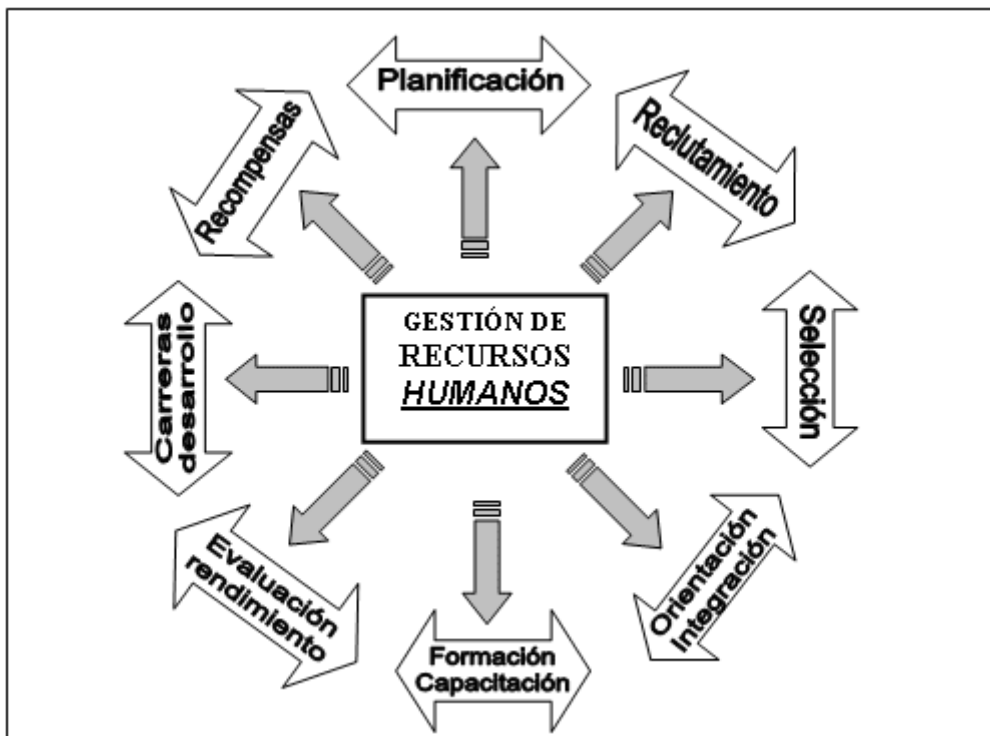 Planificación
Reclutamiento
Selección
Orientación
Integración
Formación
Capacitación
Evaluación
rendimiento
Carreras
desarrollo
Recompensas
GESTIÓN DE
RECURSOS
HUMANOS